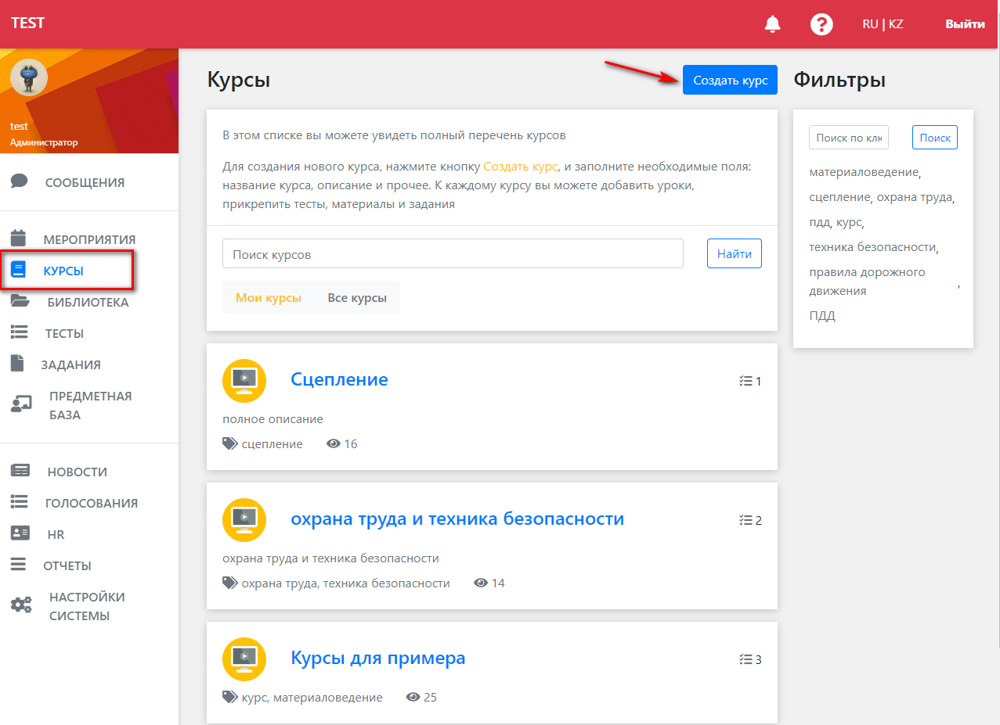 TEST
?
RU | KZ
Выйти
test
Администратор
СООБЩЕНИЯ
МЕРОПРИЯТИЯ
КУРСЫ
БИБЛИОТЕКА
ТЕСТЫ
ЗАДАНИЯ
ПРЕДМЕТНАЯ
БАЗА
НОВОСТИ
ГОЛОСОВАНИЯ
HR
ОТЧЕТЫ
НАСТРОЙКИ
СИСТЕМЫ
Курсы
Создать курс
В этом списке вы можете увидеть полный перечень курсов
Для создания нового курса, нажмите кнопку Создать курс, и заполните необходимые поля:
название курса, описание и прочее. К каждому курсу вы можете добавить уроки,
прикрепить тесты, материалы и задания
Поиск курсов
Найти
Мои курсы
Все курсы
Сцепление
1
полное описание
сцепление
16
охрана труда и техника безопасности
2
охрана труда и техника безопасности
охрана труда, техника безопасности
14
Курсы для примера
3
курс, материаловедение
25
Фильтры
Поиск по клю
Поиск
материаловедение,
сцепление, охрана труда,
пдд, курс,
техника безопасности,
правила дорожного
движения ,
ПДД